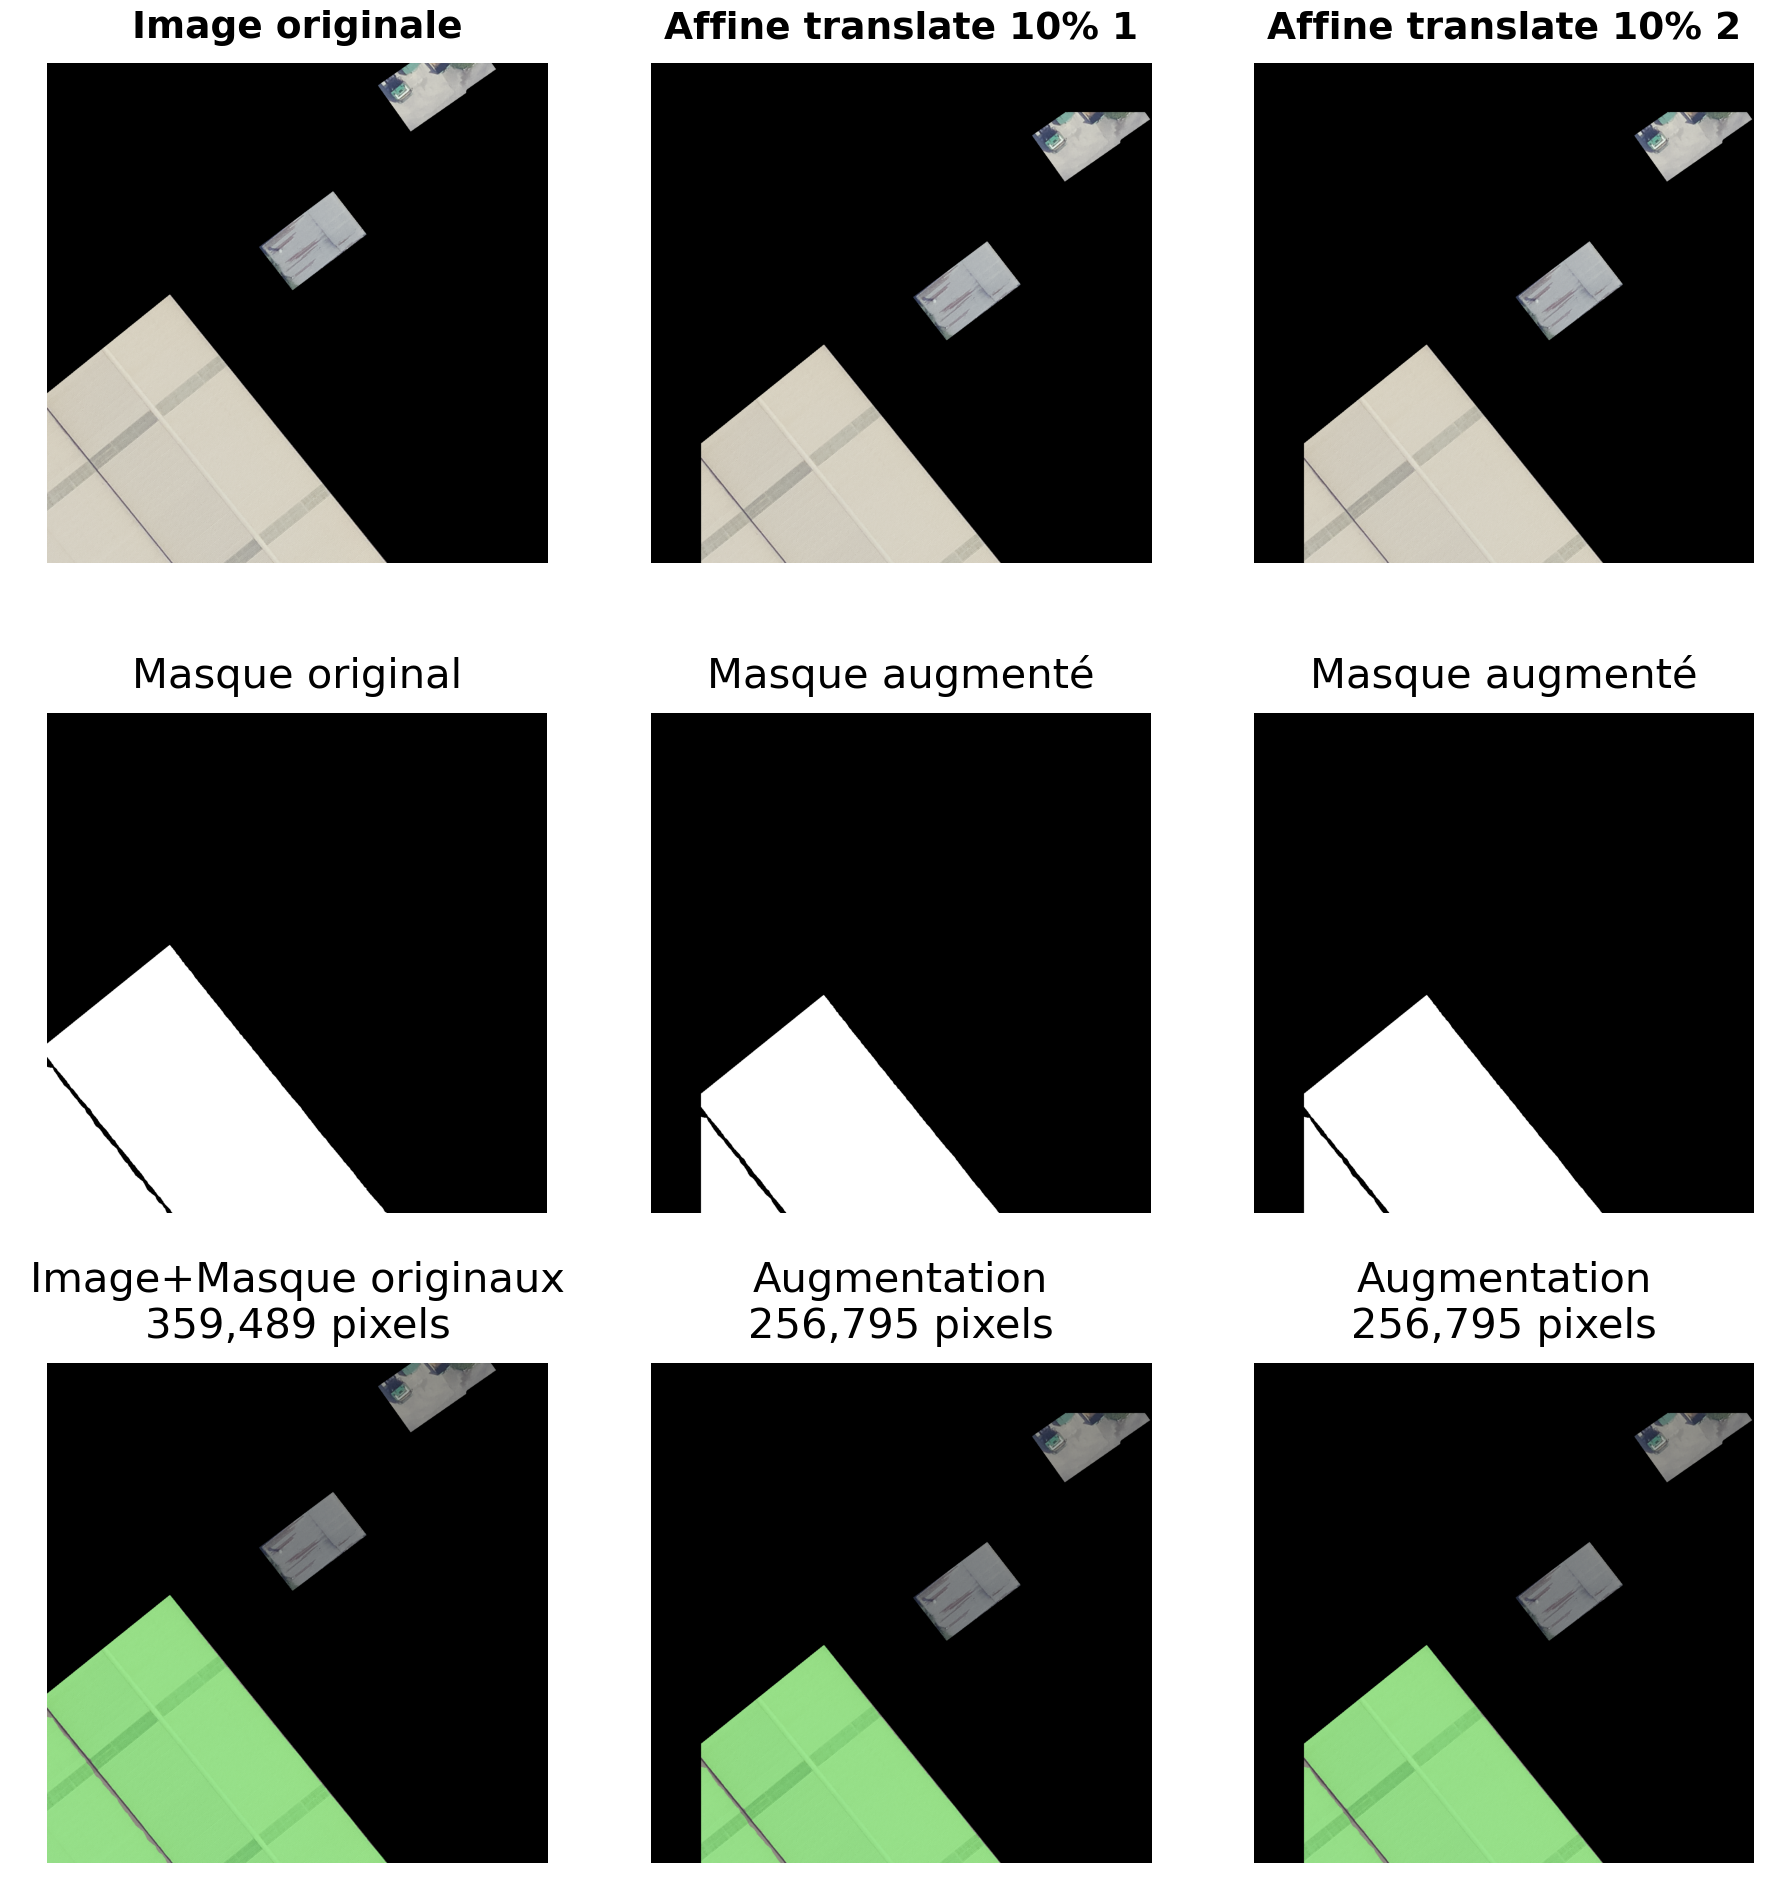 Image originale
Affine translate 10% 1
Affine translate 10% 2
Masque original
Masque augmenté
Masque augmenté
Image+Masque originaux
359,489 pixels
Augmentation
256,795 pixels
Augmentation
256,795 pixels